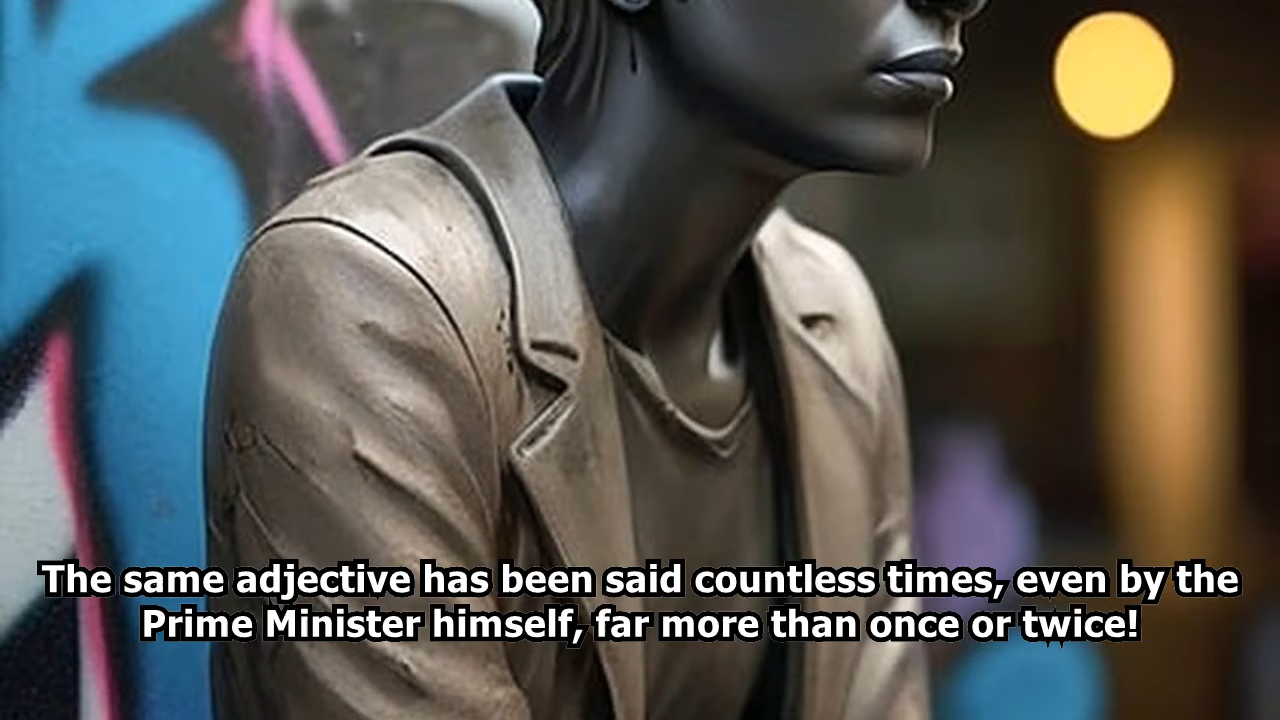 The same adjective has been said countless times, even by the
Prime Minister himself, far more than once or twice!